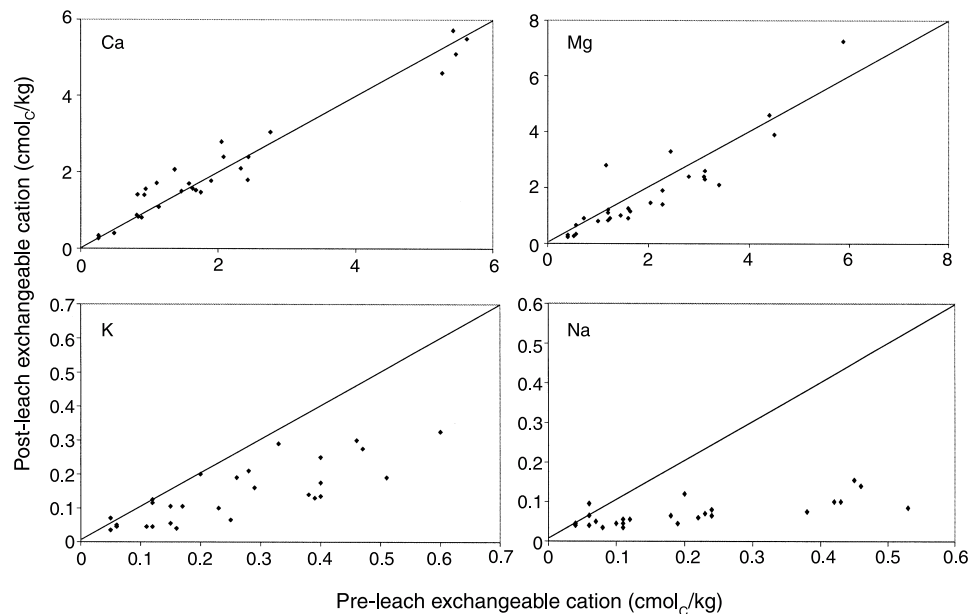 Post-leach exchangeable cation (cmolC/kg)
6
4
2
0
Ca
0 2 4 6
8
6
4
2
0
Mg
0 2 4 6 8
0.7
0.6
0.5
0.4
0.3
0.2
0.1
0
K
0 0.1 0.2 0.3 0.4 0.5 0.6 0.7
0.6
0.5
0.4
0.3
0.2
0.1
0
Na
0 0.1 0.2 0.3 0.4 0.5 0.6
Pre-leach exchangeable cation (cmolC/kg)